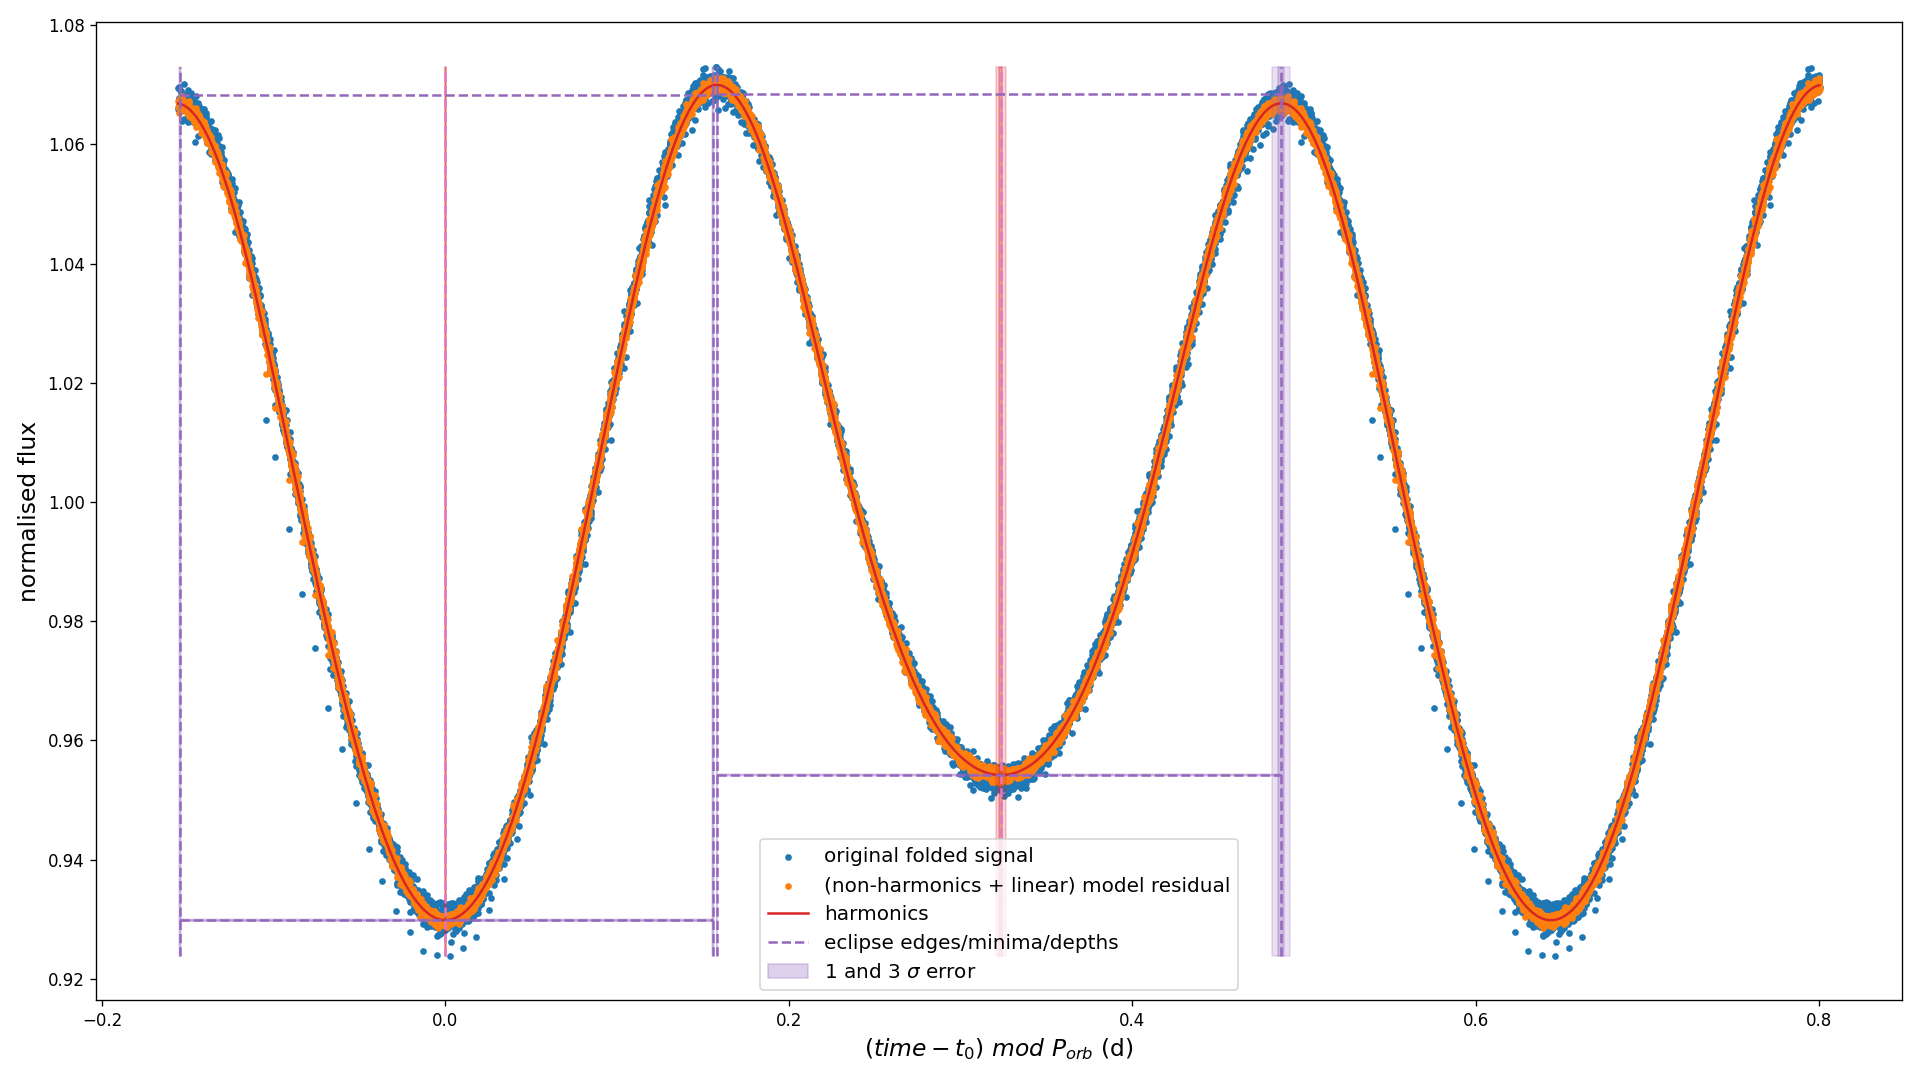 1.08
1.06
1.04
1.02
1.00
0.98
0.96
0.94
0.92
normalised flux
−0.2
0.0
0.2
0.4
0.6
0.8
(time − t₀) mod Pₒᵣb (d)
original folded signal
(non-harmonics + linear) model residual
harmonics
eclipse edges/minima/depths
1 and 3 σ error